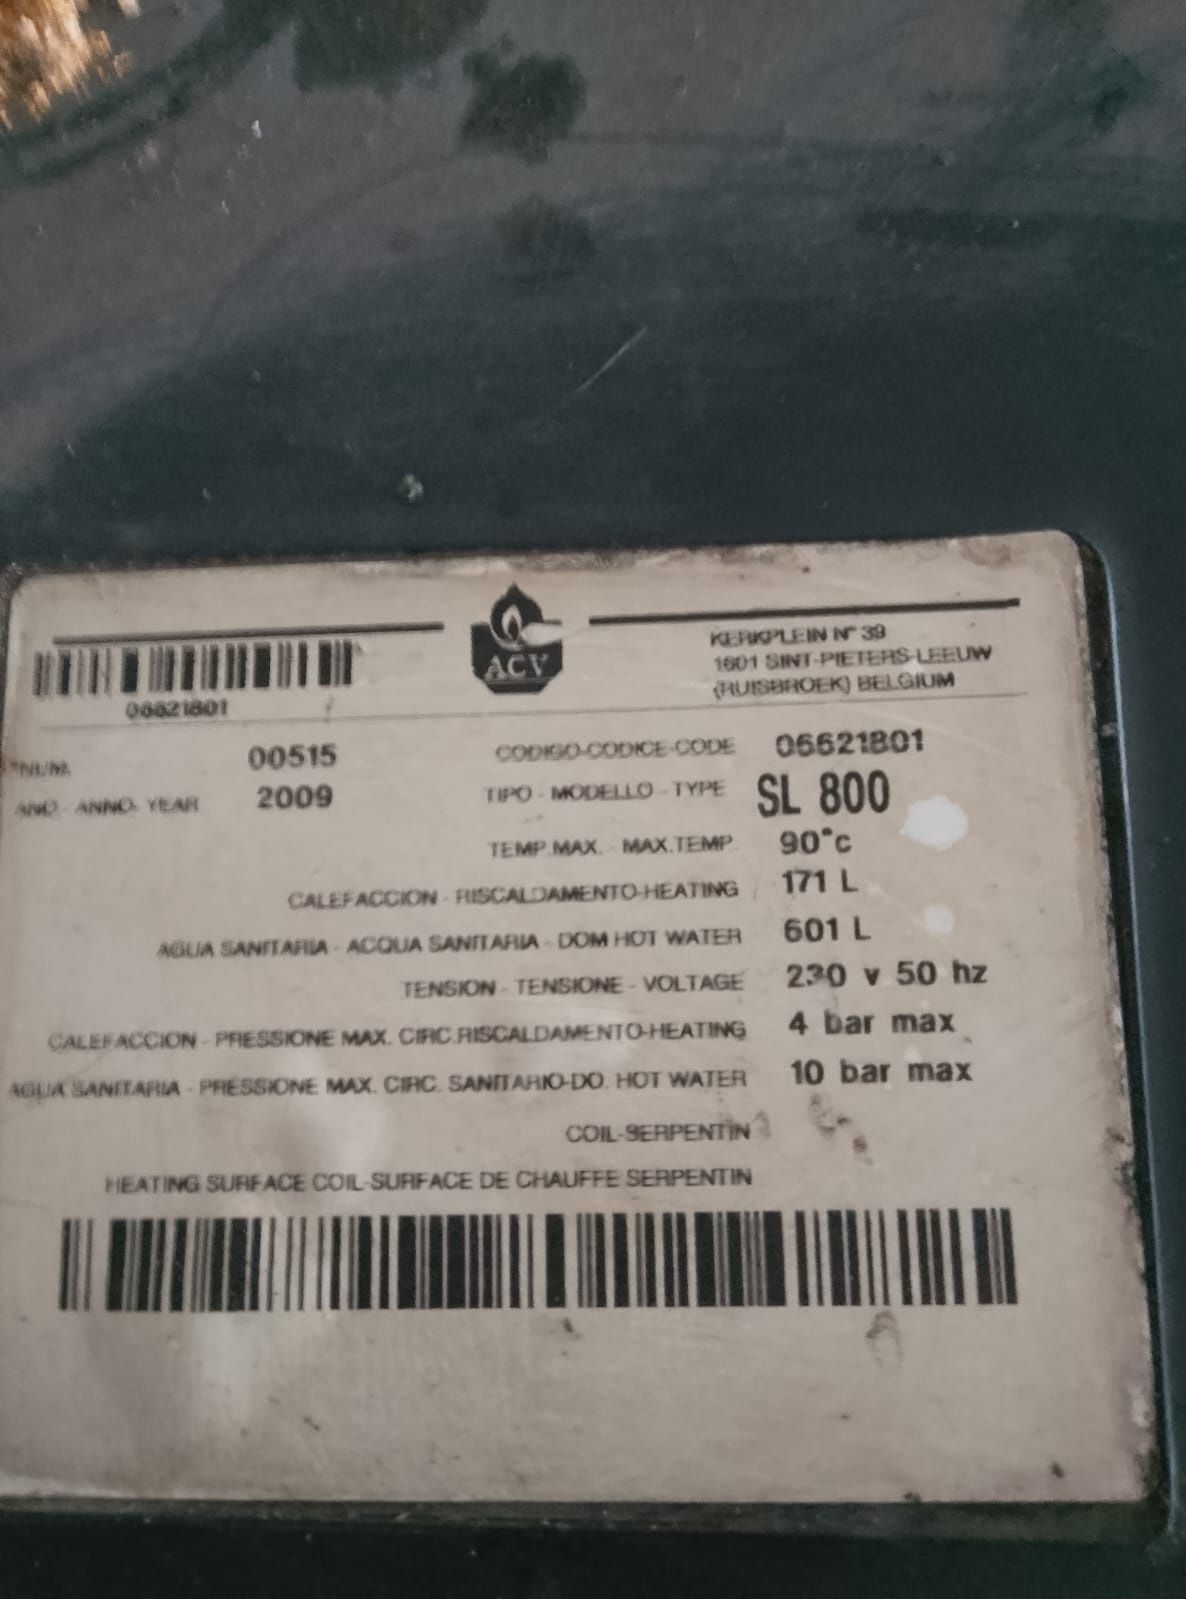 ACV
KERKPLEIN N° 39
1601 SINT-PIETERS-LEEUW
(RUISBROEK) BELGIUM
06621801
NUM. 00515
CODIGO-CODICE-CODE 06621801
ANO - ANNO- YEAR 2009
TIPO - MODELLO - TYPE SL 800
TEMP.MAX. - MAX.TEMP. 90°c
CALEFACCION - RISCALDAMENTO-HEATING 171 L
AGUA SANITARIA - ACQUA SANITARIA - DOM HOT WATER 601 L
TENSION - TENSIONE - VOLTAGE 230 v 50 hz
CALEFACCION - PRESSIONE MAX. CIRC.RISCALDAMENTO-HEATING 4 bar max
AGUA SANITARIA - PRESSIONE MAX. CIRC. SANITARIO-DO. HOT WATER 10 bar max
COIL-SERPENTIN
HEATING SURFACE COIL-SURFACE DE CHAUFFE SERPENTIN